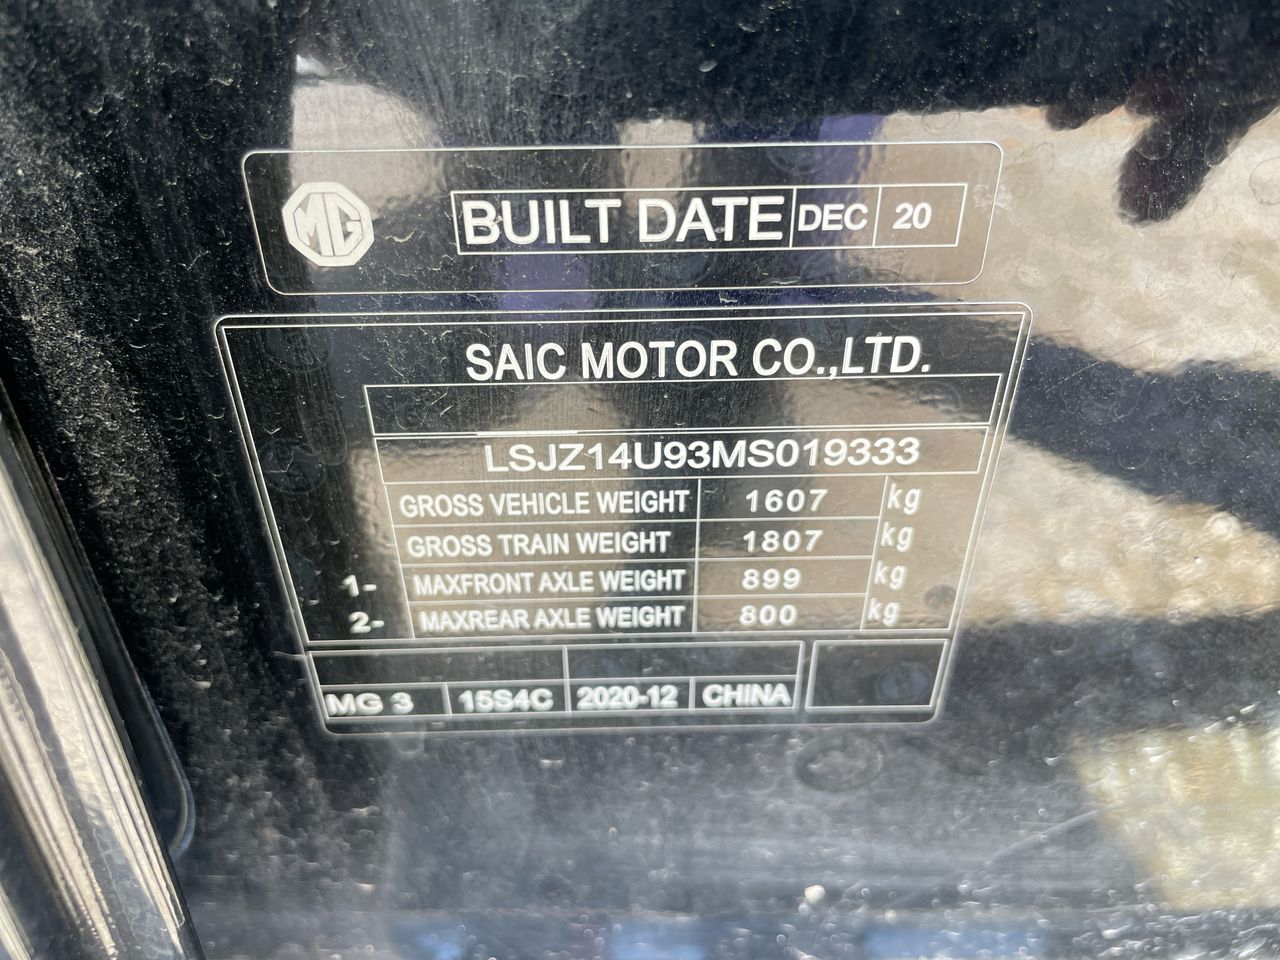 MG BUILT DATE DEC 20
SAIC MOTOR CO.,LTD.
LSJZ14U93MS019333
GROSS VEHICLE WEIGHT 1607 kg
GROSS TRAIN WEIGHT 1807 kg
1- MAXFRONT AXLE WEIGHT 899 kg
2- MAXREAR AXLE WEIGHT 800 kg
MG 3 15S4C 2020-12 CHINA